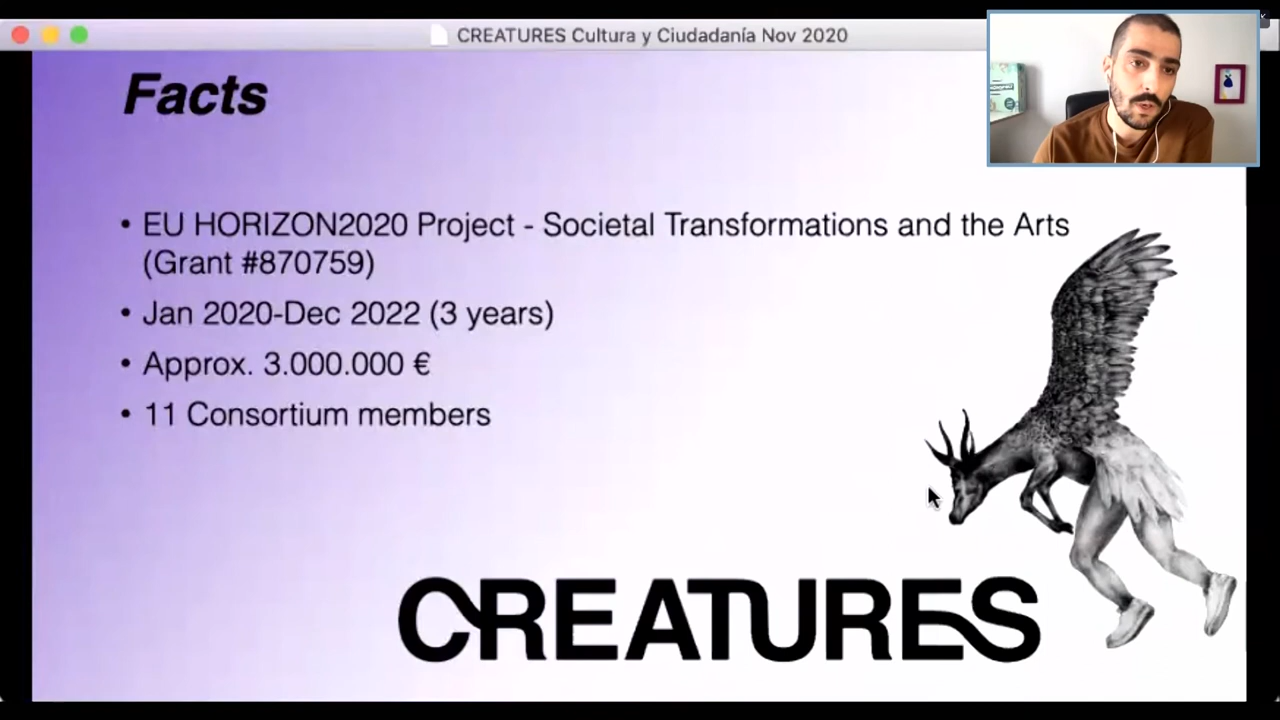 CREATURES Cultura y Ciudadanía Nov 2020
Facts
• EU HORIZON2020 Project - Societal Transformations and the Arts
(Grant #870759)
• Jan 2020-Dec 2022 (3 years)
• Approx. 3.000.000 €
• 11 Consortium members
CREATURES